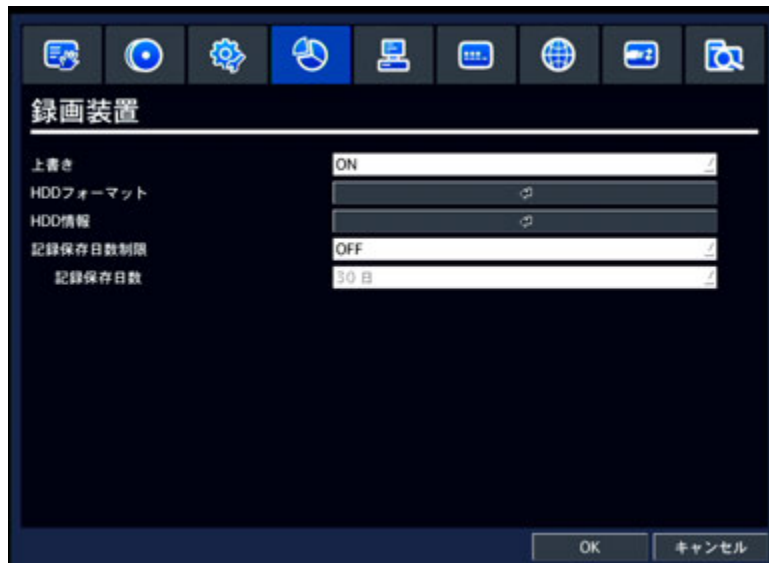 録画装置
上書き ON
HDDフォーマット
HDD情報
記録保存日数制限 OFF
記録保存日数 30 日
OK キャンセル